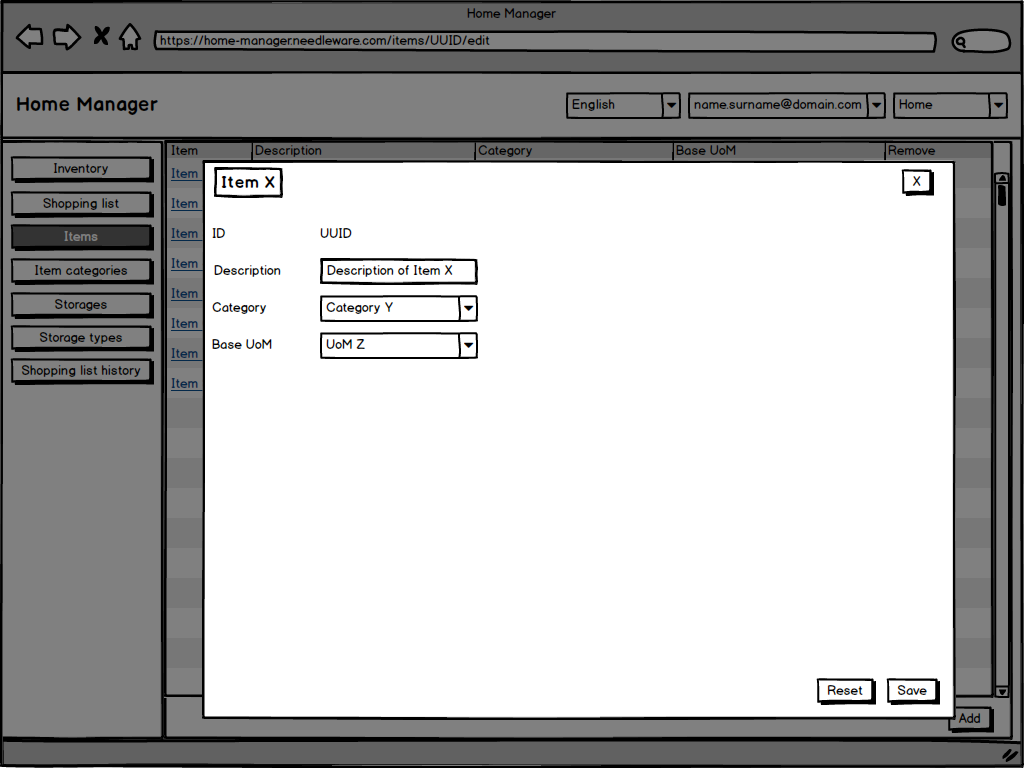 Home Manager
https://home-manager.needleware.com/items/UUID/edit
Home Manager
English
name.surname@domain.com
Home
Inventory
Shopping list
Items
Item categories
Storages
Storage types
Shopping list history
Item Description Category Base UoM Remove
Item
Item
Item
Item
Item
Item
Item
Item
Item X
X
ID UUID
Description Description of Item X
Category Category Y
Base UoM UoM Z
Reset Save
Add